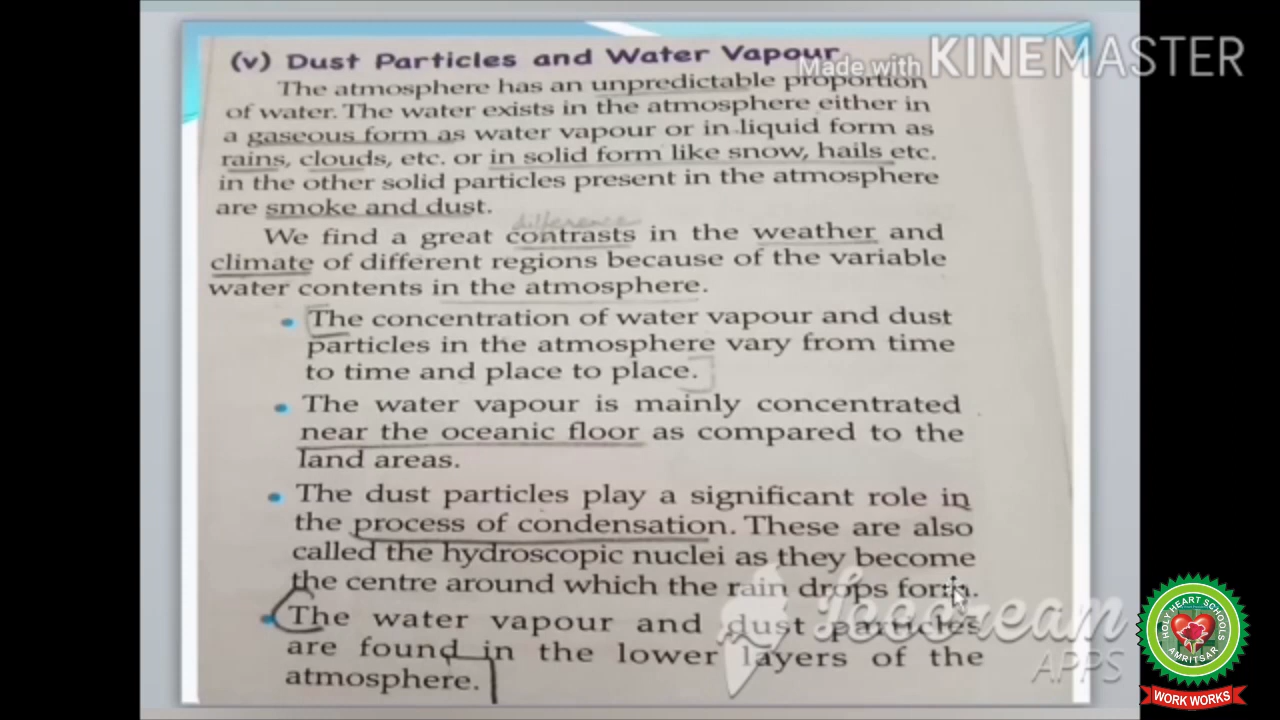 (v) Dust Particles and Water Vapour
Made with KINEMASTER
The atmosphere has an unpredictable proportion
of water. The water exists in the atmosphere either in
a gaseous form as water vapour or in liquid form as
rains, clouds, etc. or in solid form like snow, hails etc.
in the other solid particles present in the atmosphere
are smoke and dust.
difference
We find a great contrasts in the weather and
climate of different regions because of the variable
water contents in the atmosphere.
• The concentration of water vapour and dust
particles in the atmosphere vary from time
to time and place to place.
• The water vapour is mainly concentrated
near the oceanic floor as compared to the
land areas.
• The dust particles play a significant role in
the process of condensation. These are also
called the hydroscopic nuclei as they become
the centre around which the rain drops form.
• The water vapour and dust particles
are found in the lower layers of the
atmosphere.
Icecream
APPS
HOLY HEART SCHOOLS
AMRITSAR
WORK WORKS